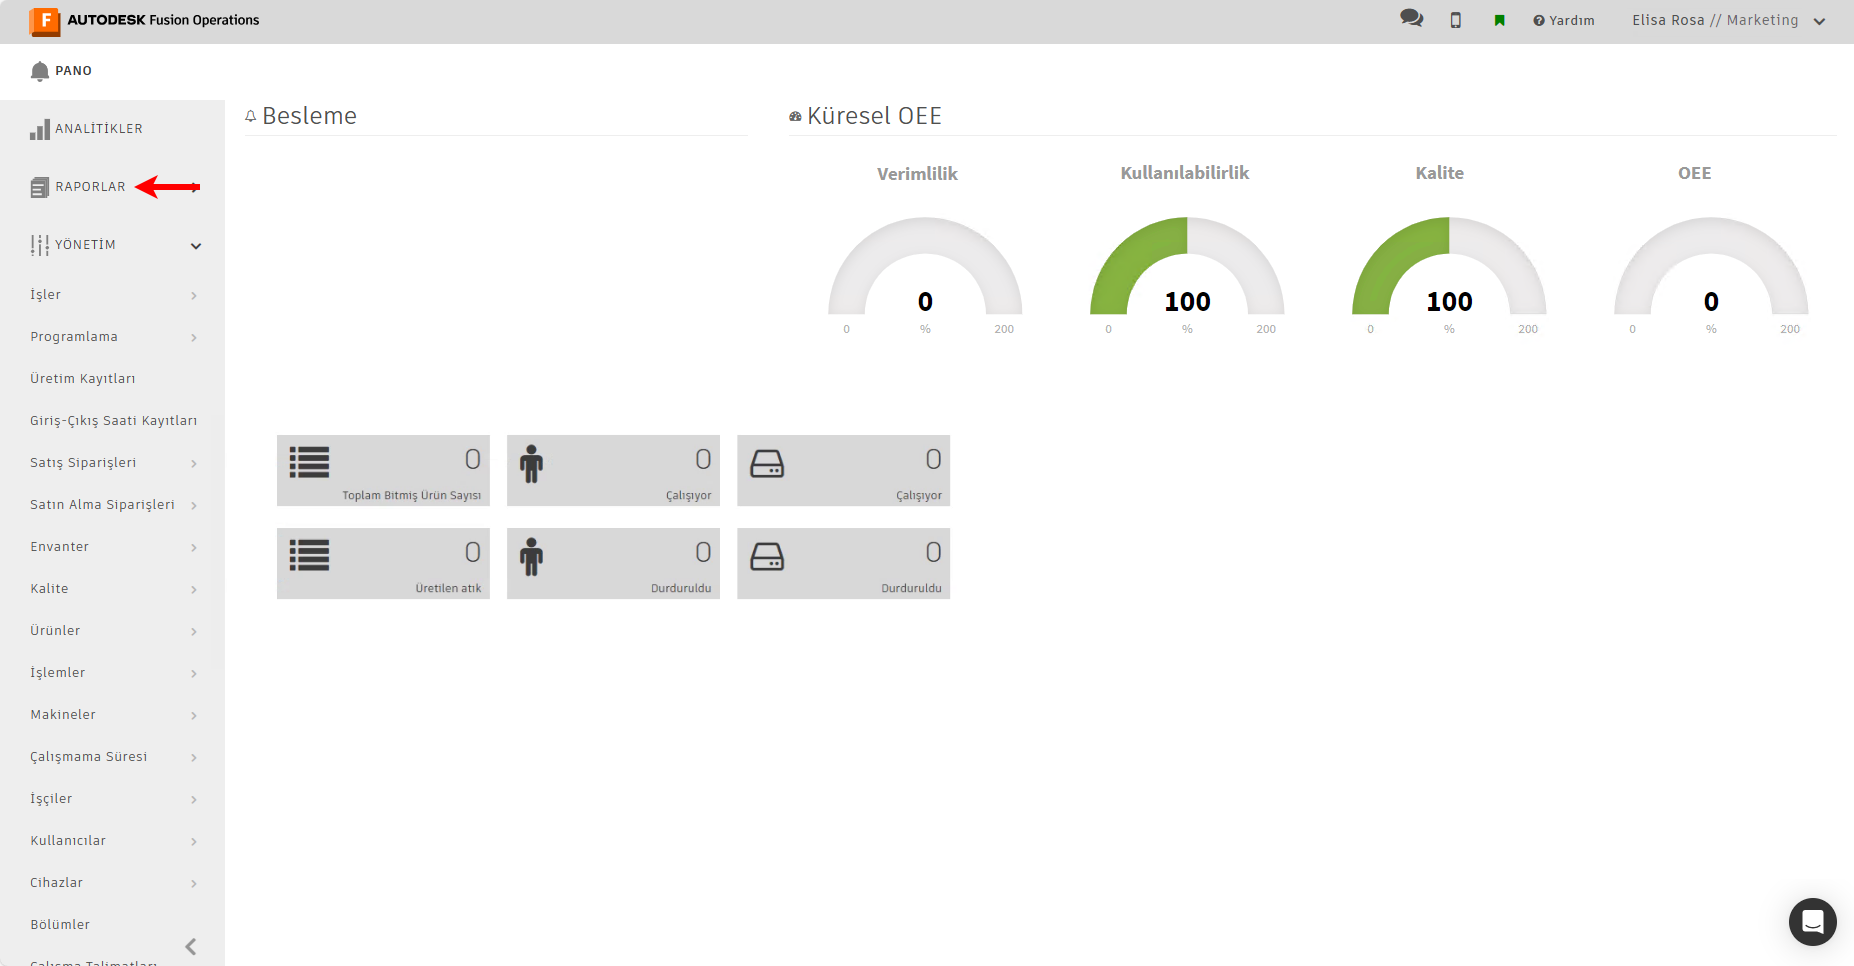 F AUTODESK Fusion Operations
Yardım
Elisa Rosa // Marketing
PANO
ANALİTİKLER
RAPORLAR
YÖNETİM
İşler
Programlama
Üretim Kayıtları
Giriş-Çıkış Saati Kayıtları
Satış Siparişleri
Satın Alma Siparişleri
Envanter
Kalite
Ürünler
İşlemler
Makineler
Çalışmama Süresi
İşçiler
Kullanıcılar
Cihazlar
Bölümler
Çalışma Talimatları
Besleme
Küresel OEE
Verimlilik
Kullanılabilirlik
Kalite
OEE
0
100
100
0
0 % 200
0 % 200
0 % 200
0 % 200
0
Toplam Bitmiş Ürün Sayısı
0
Çalışıyor
0
Çalışıyor
0
Üretilen atık
0
Durduruldu
0
Durduruldu